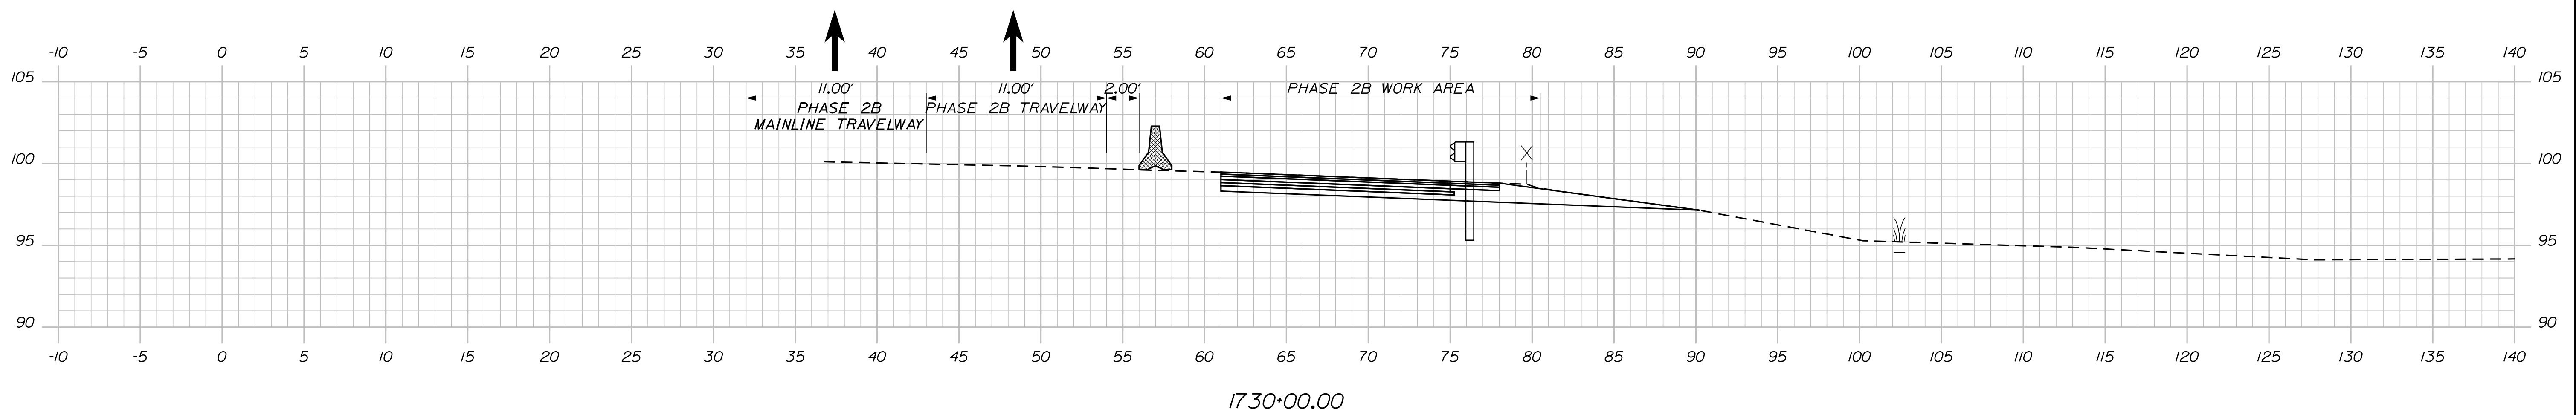 -10 -5 0 5 10 15 20 25 30 35 40 45 50 55 60 65 70 75 80 85 90 95 100 105 110 115 120 125 130 135 140
105 105
11.00' 11.00' 2.00' PHASE 2B WORK AREA
PHASE 2B PHASE 2B TRAVELWAY
MAINLINE TRAVELWAY
100 100
95 95
90 90
-10 -5 0 5 10 15 20 25 30 35 40 45 50 55 60 65 70 75 80 85 90 95 100 105 110 115 120 125 130 135 140
1730+00.00